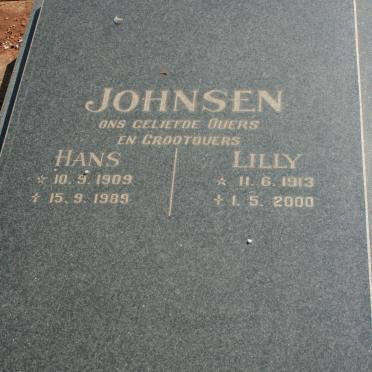 JOHNSEN
ONS GELIEFDE OUERS
EN GROOTOUERS
HANS
☆ 10. 9. 1909
✝ 15. 9. 1989
LILLY
☆ 11. 6. 1913
✝ 1. 5. 2000